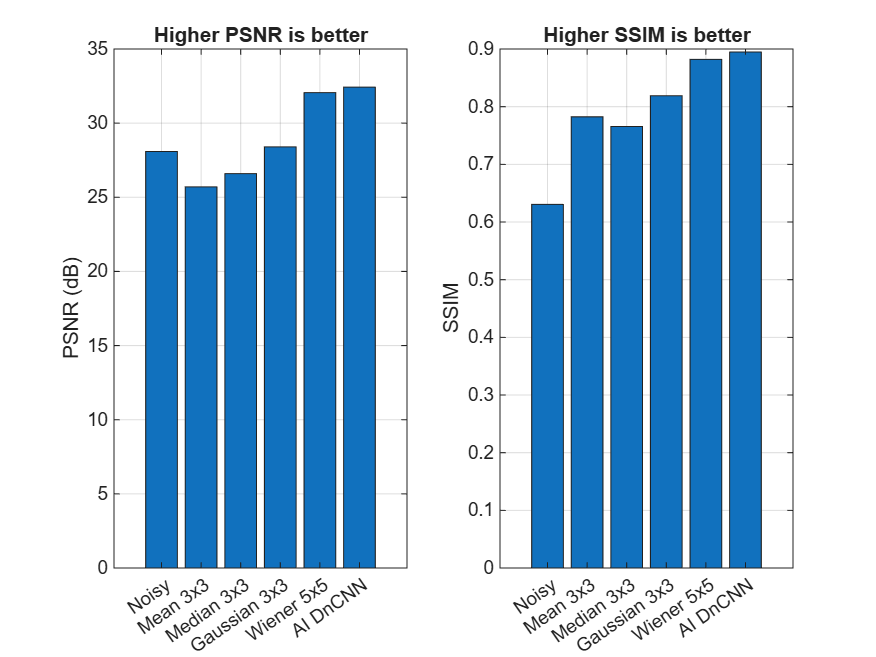 Higher PSNR is better
35
30
25
20
15
10
5
0
PSNR (dB)
Noisy
Mean 3x3
Median 3x3
Gaussian 3x3
Wiener 5x5
AI DnCNN
Higher SSIM is better
0.9
0.8
0.7
0.6
0.5
0.4
0.3
0.2
0.1
0
SSIM
Noisy
Mean 3x3
Median 3x3
Gaussian 3x3
Wiener 5x5
AI DnCNN